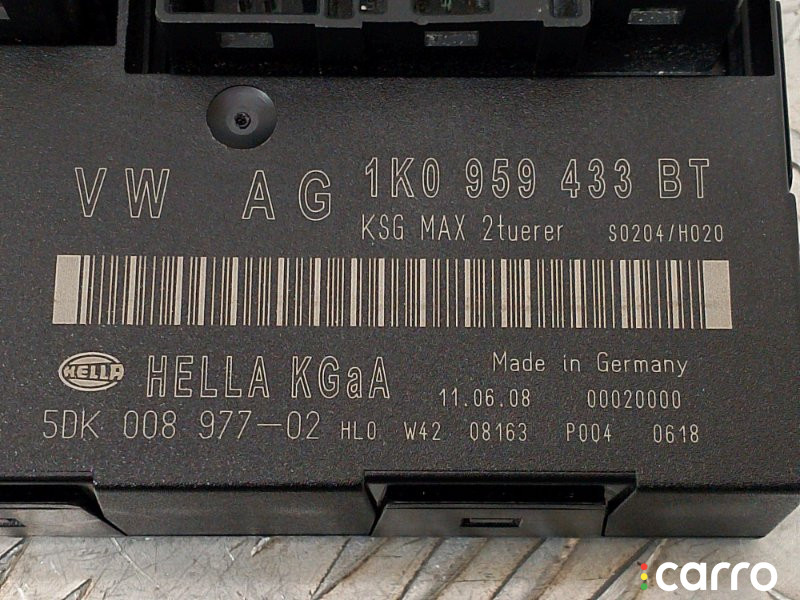 VW AG 1K0 959 433 BT
KSG MAX 2tuerer S0204/H020
HELLA HELLA KGaA Made in Germany
11.06.08 00020000
5DK 008 977-02 HL0 W42 08163 P004 0618
carro